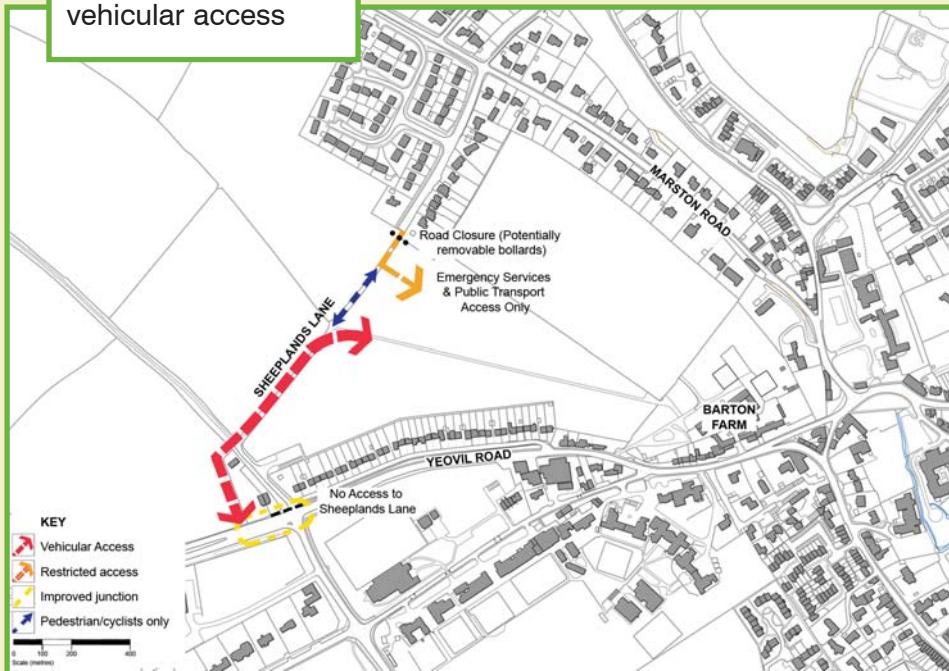 vehicular access
MARSTON ROAD
Road Closure (Potentially
removable bollards)
Emergency Services
& Public Transport
Access Only
SHEEPLANDS LANE
BARTON
FARM
YEOVIL ROAD
No Access to
Sheeplands Lane
KEY
Vehicular Access
Restricted access
Improved junction
Pedestrian/cyclists only
0 100 200 400
Scale (metres)